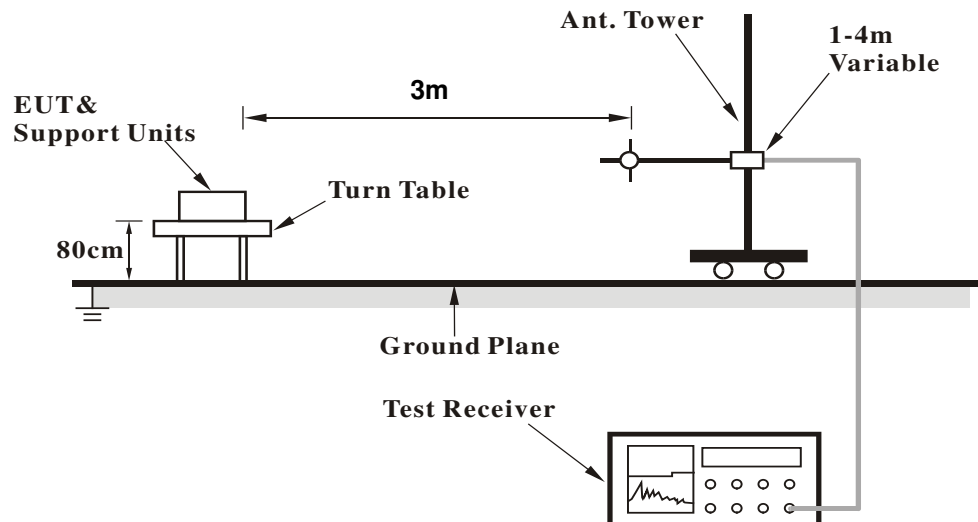 Ant. Tower
1-4m
Variable
3m
EUT&
Support Units
Turn Table
80cm
Ground Plane
Test Receiver